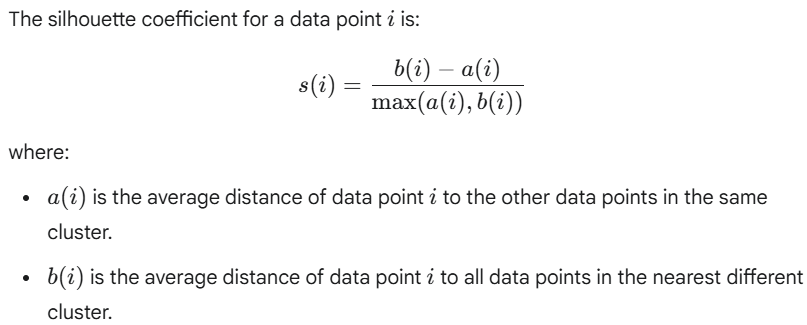 The silhouette coefficient for a data point i is:
s(i) = \frac{b(i) - a(i)}{\max(a(i), b(i))}
where:
• a(i) is the average distance of data point i to the other data points in the same
cluster.
• b(i) is the average distance of data point i to all data points in the nearest different
cluster.